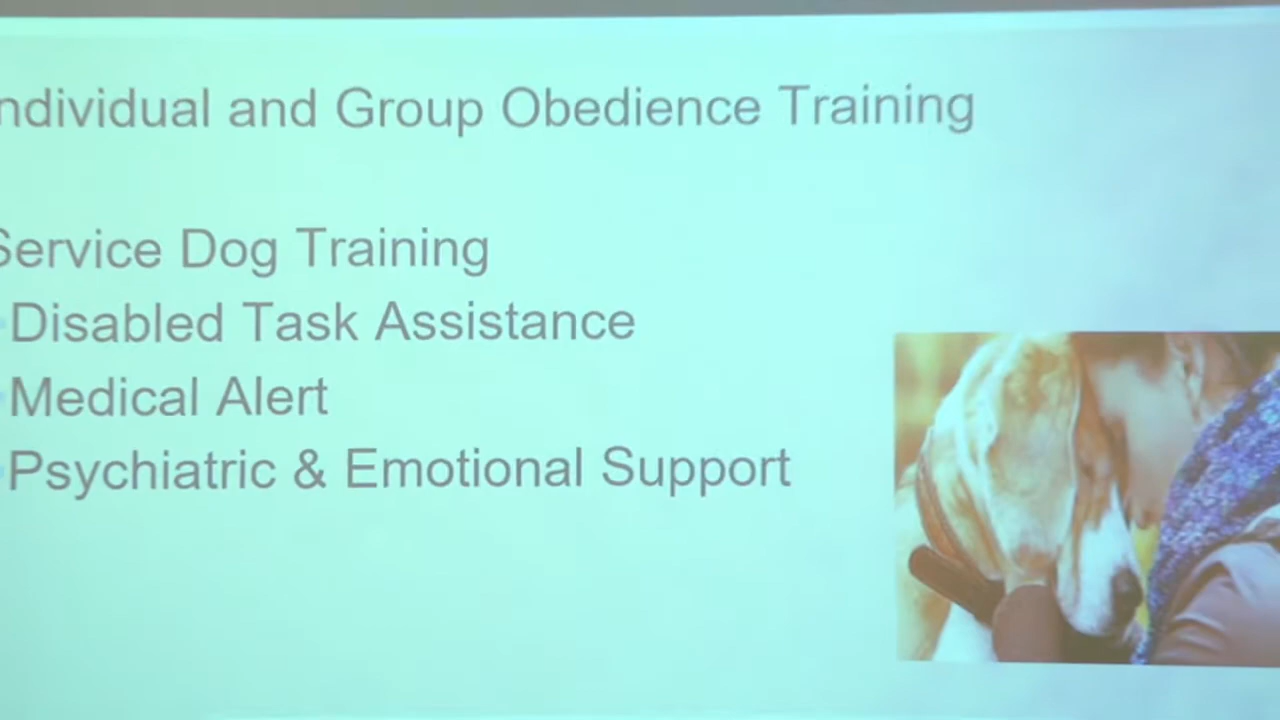 ndividual and Group Obedience Training
Service Dog Training
Disabled Task Assistance
Medical Alert
Psychiatric & Emotional Support